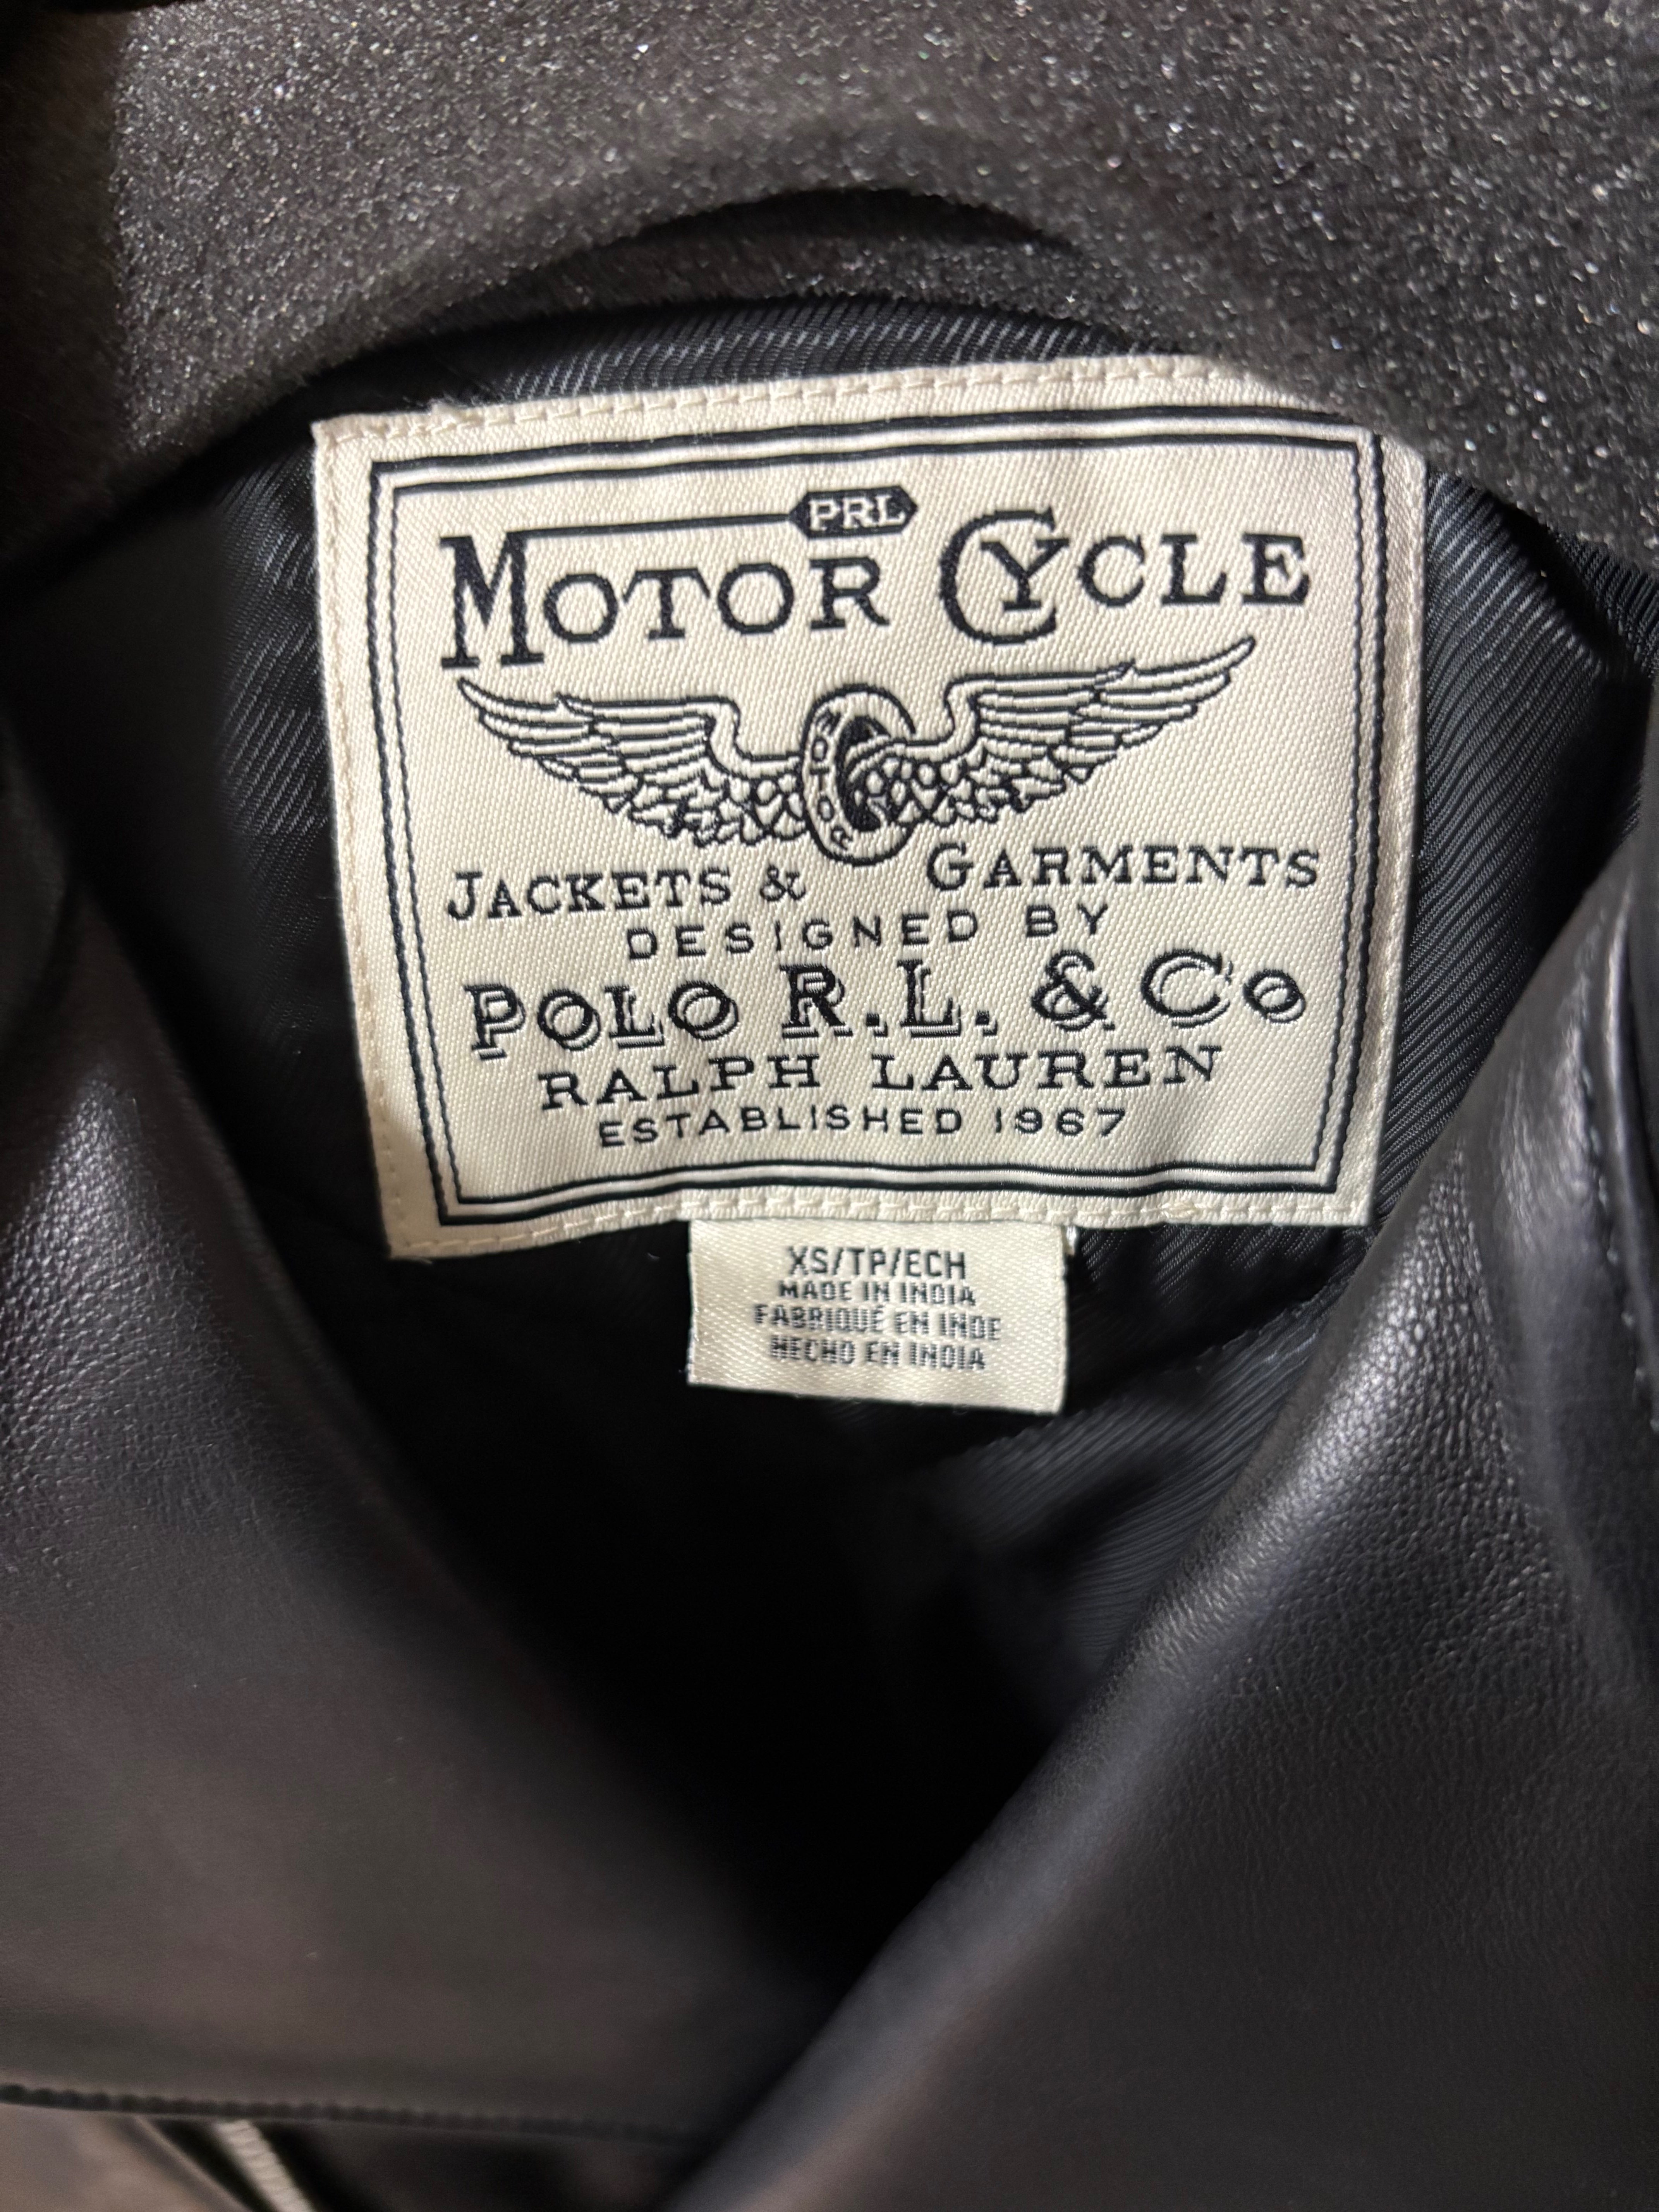 PRL
MOTOR CYCLE
MOTOR
JACKETS & GARMENTS
DESIGNED BY
POLO R.L. & Co
RALPH LAUREN
ESTABLISHED 1967
XS/TP/ECH
MADE IN INDIA
FABRIQUÉ EN INDE
HECHO EN INDIA